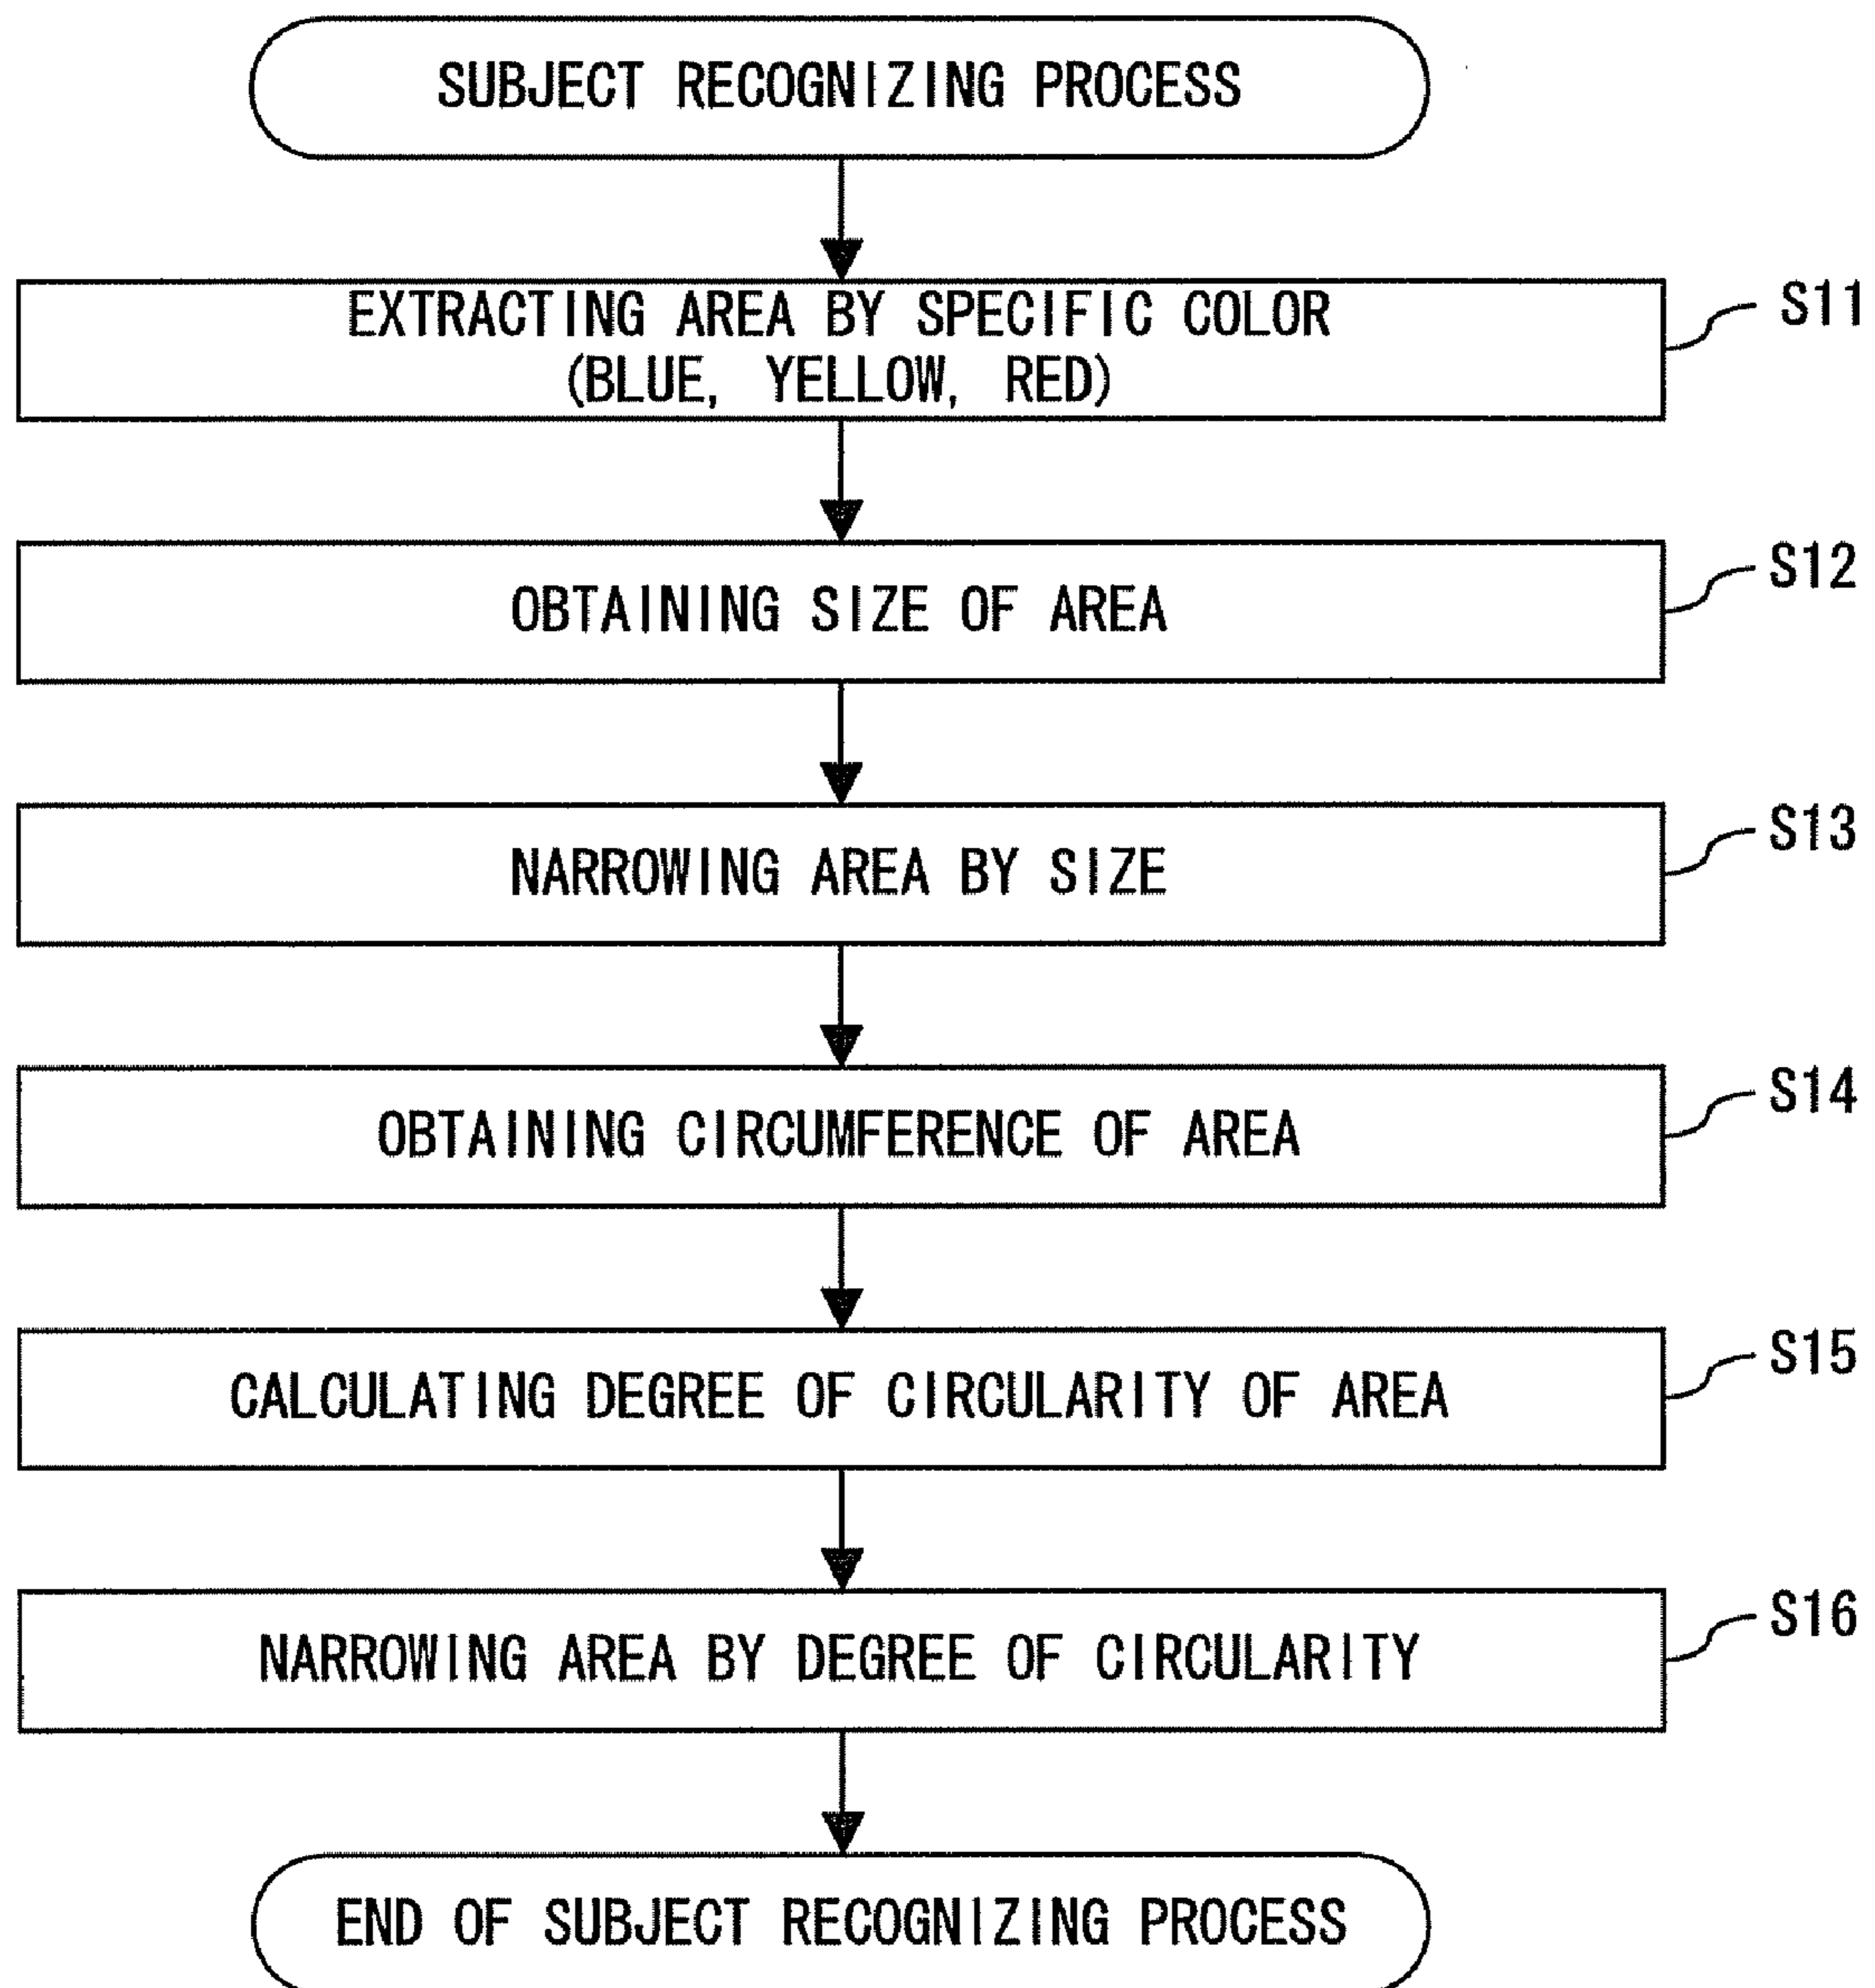 SUBJECT RECOGNIZING PROCESS
EXTRACTING AREA BY SPECIFIC COLOR
(BLUE, YELLOW, RED)
S11
OBTAINING SIZE OF AREA
S12
NARROWING AREA BY SIZE
S13
OBTAINING CIRCUMFERENCE OF AREA
S14
CALCULATING DEGREE OF CIRCULARITY OF AREA
S15
NARROWING AREA BY DEGREE OF CIRCULARITY
S16
END OF SUBJECT RECOGNIZING PROCESS